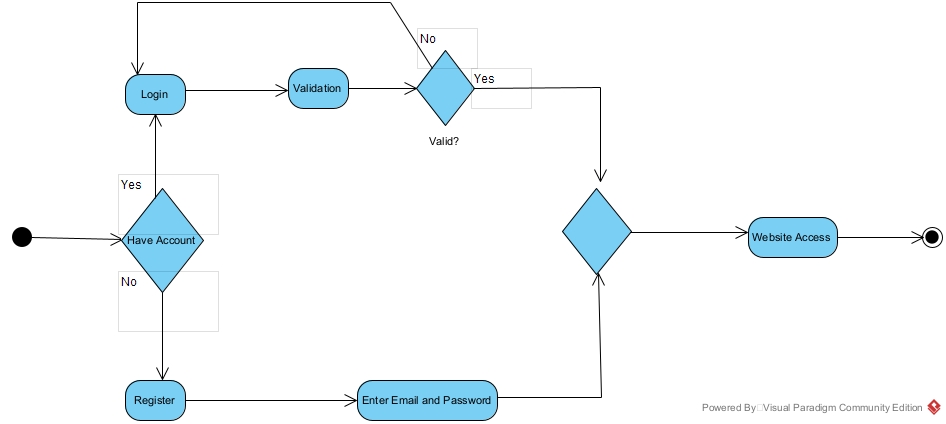 No
Yes
Login
Validation
Valid?
Yes
Have Account
No
Website Access
Register
Enter Email and Password
Powered By Visual Paradigm Community Edition